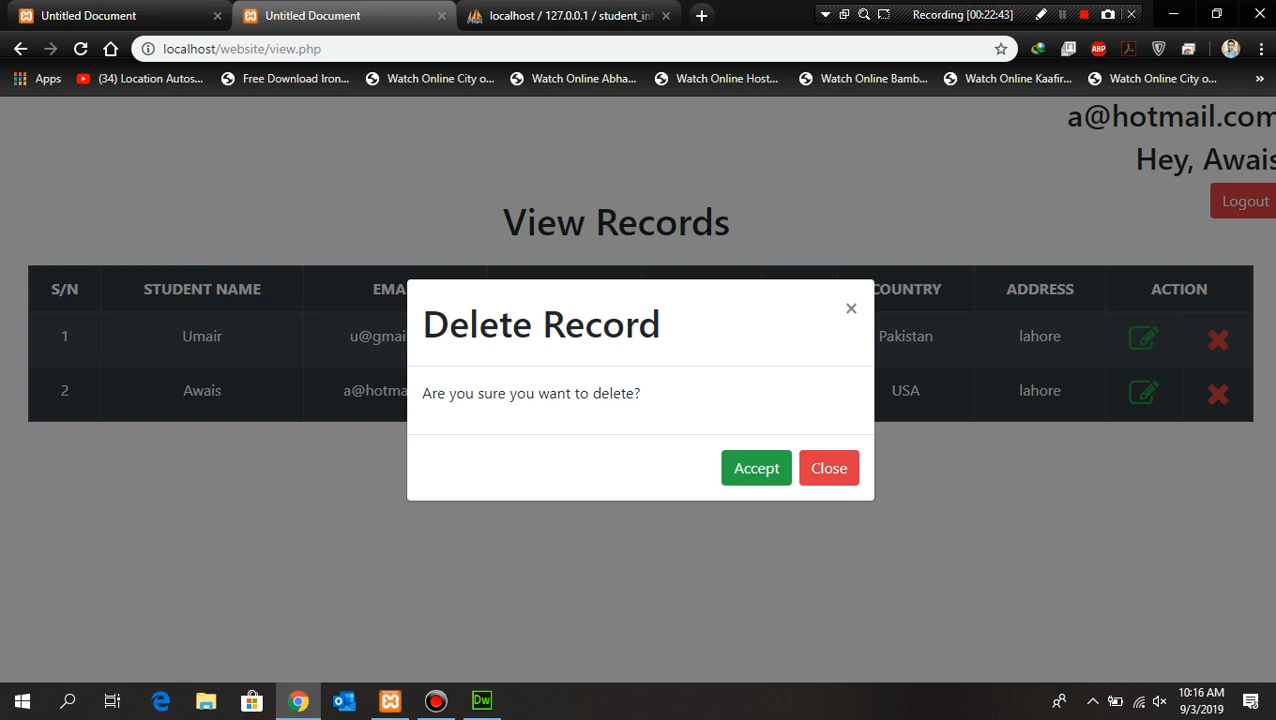 Untitled Document
Untitled Document
localhost / 127.0.0.1 / student_inf
Recording [00:22:43]
localhost/website/view.php
ABP
Apps
(34) Location Autos...
Free Download Iron...
Watch Online City o...
Watch Online Abha...
Watch Online Host...
Watch Online Bamb...
Watch Online Kaafir...
Watch Online City o...
a@hotmail.com
Hey, Awais
Logout
View Records
S/N STUDENT NAME EMA COUNTRY ADDRESS ACTION
1 Umair u@gmai Pakistan lahore
2 Awais a@hotma USA lahore
Delete Record
×
Are you sure you want to delete?
Accept Close
Dw
10:16 AM
9/3/2019